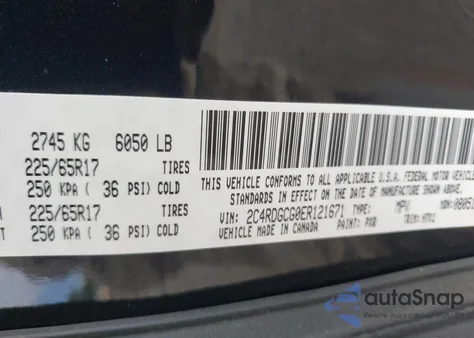 2745 KG 6050 LB
225/65R17 TIRES
250 KPA ( 36 PSI) COLD
225/65R17 TIRES
250 KPA ( 36 PSI) COLD
THIS VEHICLE CONFORMS TO ALL APPLICABLE U.S.A. FEDERAL MOTOR
STANDARDS IN EFFECT ON THE DATE OF MANUFACTURE SHOWN ABOVE
VIN: 2C4RDGCG0ER121671 TYPE: MPV
VEHICLE MADE IN CANADA PAINT: PXR
autoSnap